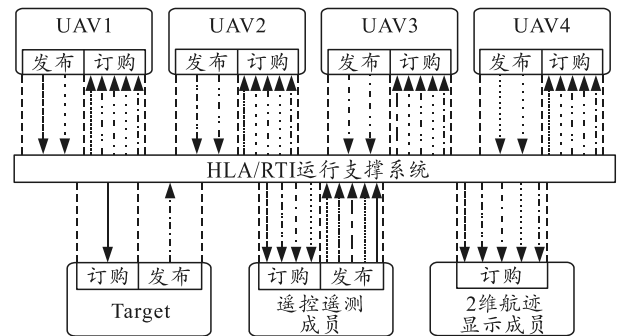 UAV1 UAV2 UAV3 UAV4
发布 订购 发布 订购 发布 订购 发布 订购
HLA/RTI运行支撑系统
订购 发布 订购 发布 订购
Target
遥控遥测
成员
2维航迹
显示成员